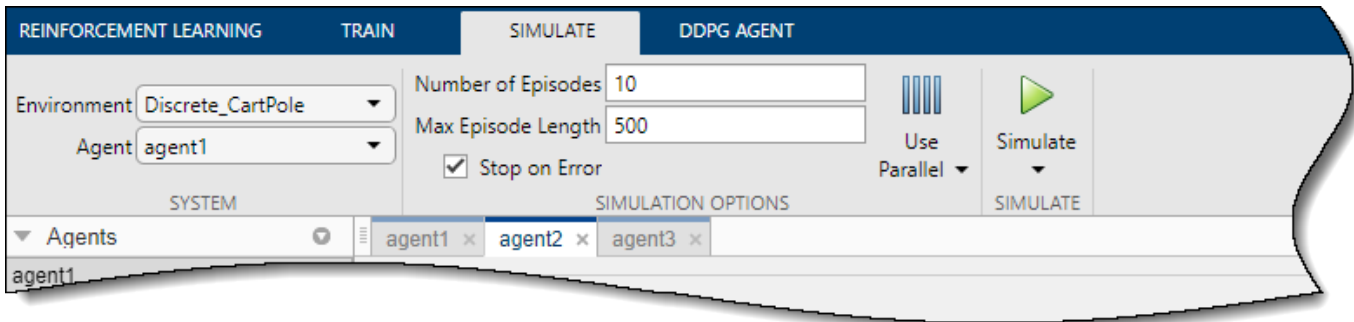 REINFORCEMENT LEARNING TRAIN SIMULATE DDPG AGENT
Environment Discrete_CartPole
Agent agent1
SYSTEM
Number of Episodes 10
Max Episode Length 500
Stop on Error
Use
Parallel
SIMULATION OPTIONS
Simulate
SIMULATE
Agents
agent1 × agent2 × agent3 ×
agent1